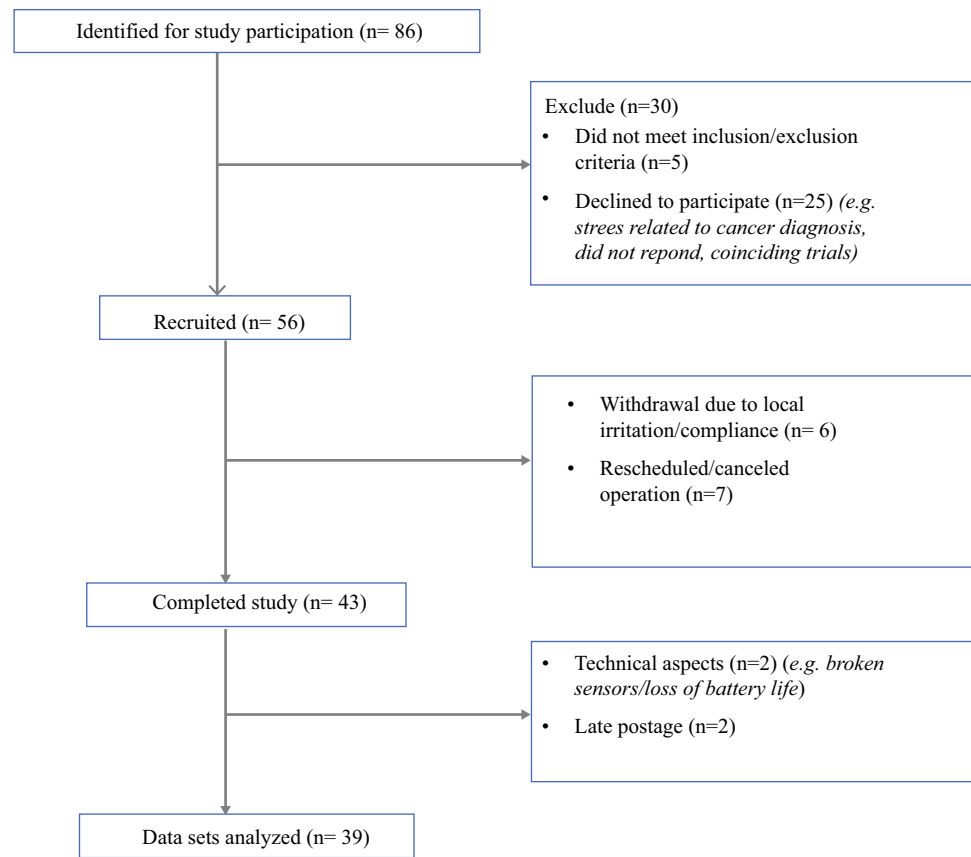 Identified for study participation (n= 86)
Exclude (n=30)
• Did not meet inclusion/exclusion
criteria (n=5)
• Declined to participate (n=25) (e.g.
strees related to cancer diagnosis,
did not repond, coinciding trials)
Recruited (n= 56)
• Withdrawal due to local
irritation/compliance (n= 6)
• Rescheduled/canceled
operation (n=7)
Completed study (n= 43)
• Technical aspects (n=2) (e.g. broken
sensors/loss of battery life)
• Late postage (n=2)
Data sets analyzed (n= 39)